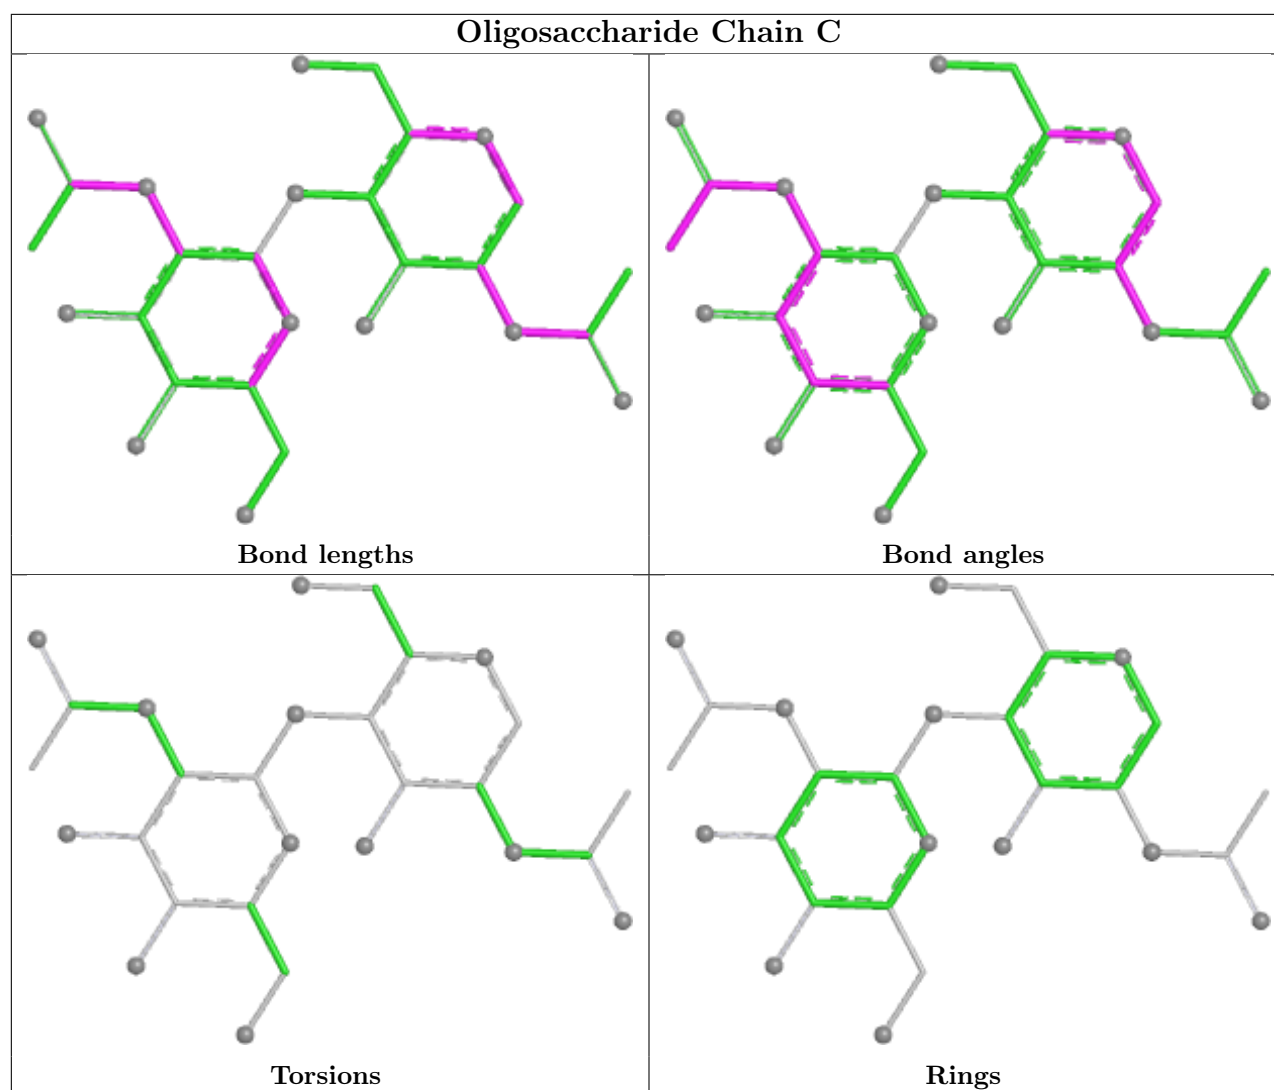 Oligosaccharide Chain C
Bond lengths
Bond angles
Torsions
Rings